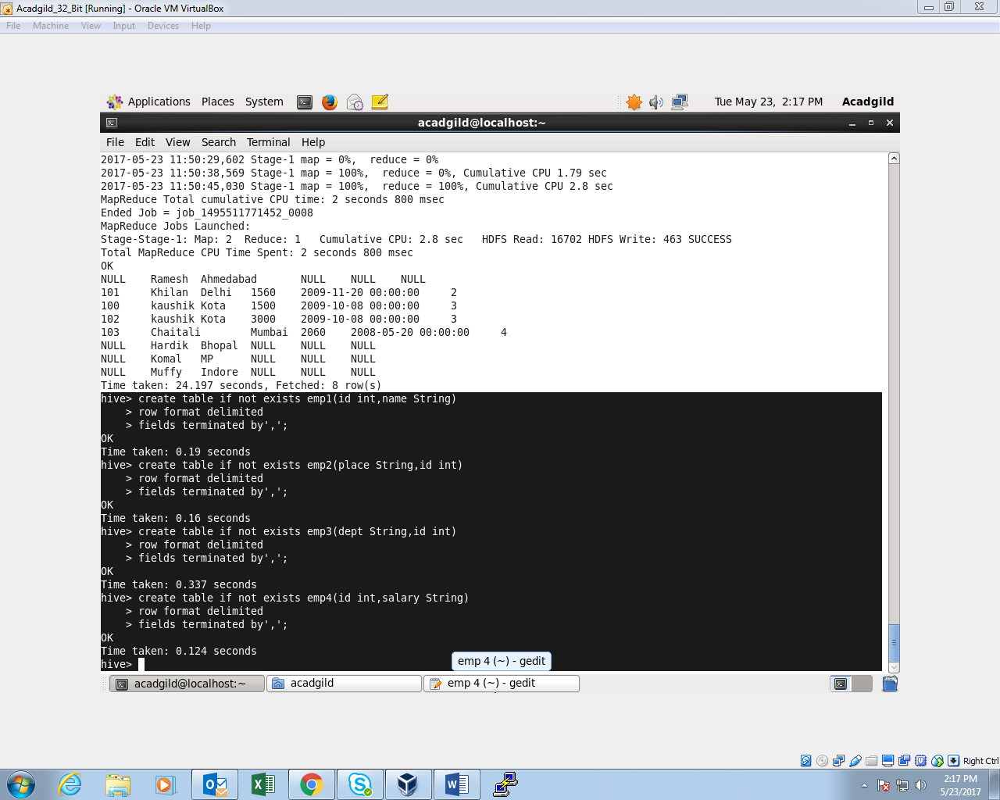 Acadgild_32_Bit [Running] - Oracle VM VirtualBox
File Machine View Input Devices Help
Applications Places System Tue May 23, 2:17 PM Acadgild
acadgild@localhost:~
File Edit View Search Terminal Help
2017-05-23 11:50:29,602 Stage-1 map = 0%,  reduce = 0%
2017-05-23 11:50:38,569 Stage-1 map = 100%,  reduce = 0%, Cumulative CPU 1.79 sec
2017-05-23 11:50:45,030 Stage-1 map = 100%,  reduce = 100%, Cumulative CPU 2.8 sec
MapReduce Total cumulative CPU time: 2 seconds 800 msec
Ended Job = job_1495511771452_0008
MapReduce Jobs Launched:
Stage-Stage-1: Map: 2  Reduce: 1   Cumulative CPU: 2.8 sec   HDFS Read: 16702 HDFS Write: 463 SUCCESS
Total MapReduce CPU Time Spent: 2 seconds 800 msec
OK
NULL    Ramesh  Ahmedabad       NULL    NULL    NULL
101     Khilan  Delhi   1560    2009-11-20 00:00:00     2
100     kaushik Kota    1500    2009-10-08 00:00:00     3
102     kaushik Kota    3000    2009-10-08 00:00:00     3
103     Chaitali        Mumbai  2060    2008-05-20 00:00:00     4
NULL    Hardik  Bhopal  NULL    NULL    NULL
NULL    Komal   MP      NULL    NULL    NULL
NULL    Muffy   Indore  NULL    NULL    NULL
Time taken: 24.197 seconds, Fetched: 8 row(s)
hive> create table if not exists emp1(id int,name String)
    > row format delimited
    > fields terminated by',';
OK
Time taken: 0.19 seconds
hive> create table if not exists emp2(place String,id int)
    > row format delimited
    > fields terminated by',';
OK
Time taken: 0.16 seconds
hive> create table if not exists emp3(dept String,id int)
    > row format delimited
    > fields terminated by',';
OK
Time taken: 0.337 seconds
hive> create table if not exists emp4(id int,salary String)
    > row format delimited
    > fields terminated by',';
OK
Time taken: 0.124 seconds
hive>
emp 4 (~) - gedit
acadgild@localhost:~ acadgild emp 4 (~) - gedit
Right Ctrl
2:17 PM
5/23/2017